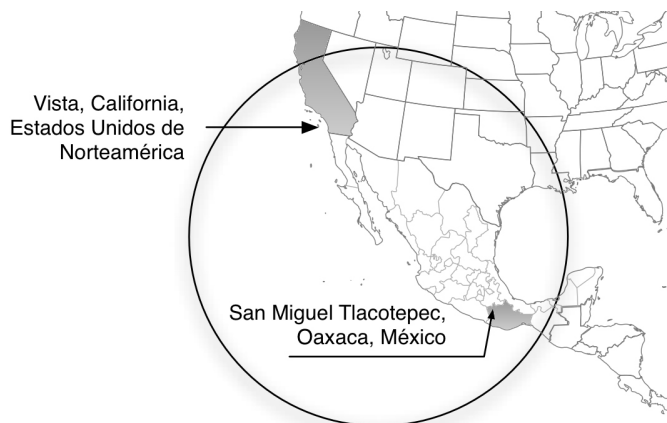 Vista, California,
Estados Unidos de
Norteamérica
San Miguel Tlacotepec,
Oaxaca, México